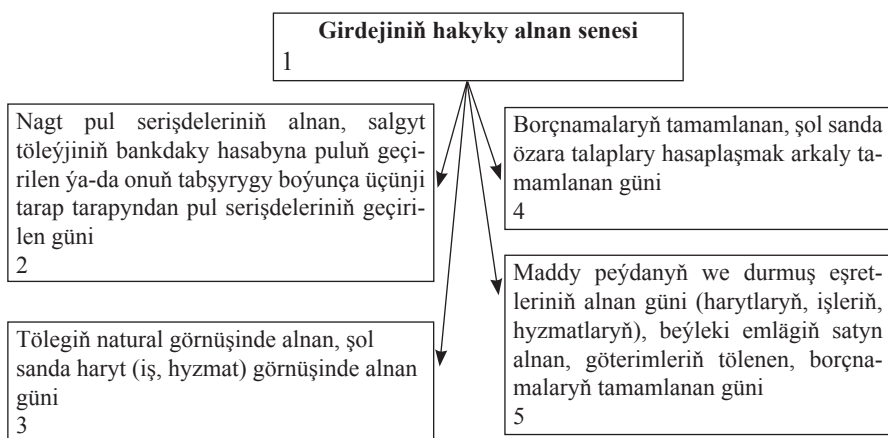 Girdejiniň hakyky alnan senesi
1
Nagt pul serişdeleriniň alnan, salgyt
töleýjiniň bankdaky hasabyna puluň geçi-
rilen ýa-da onuň tabşyrygy boýunça üçünji
tarap tarapyndan pul serişdeleriniň geçiri-
len güni
2
Tölegiň natural görnüşinde alnan, şol
sanda haryt (iş, hyzmat) görnüşinde alnan
güni
3
Borçnamalaryň tamamlanan, şol sanda
özara talaplary hasaplaşmak arkaly ta-
mamlanan güni
4
Maddy peýdanyň we durmuş eşret-
leriniň alnan güni (harytlaryň, işleriň,
hyzmatlaryň), beýleki emlägiň satyn
alnan, göterimleriň tölenen, borçna-
malaryň tamamlanan güni
5